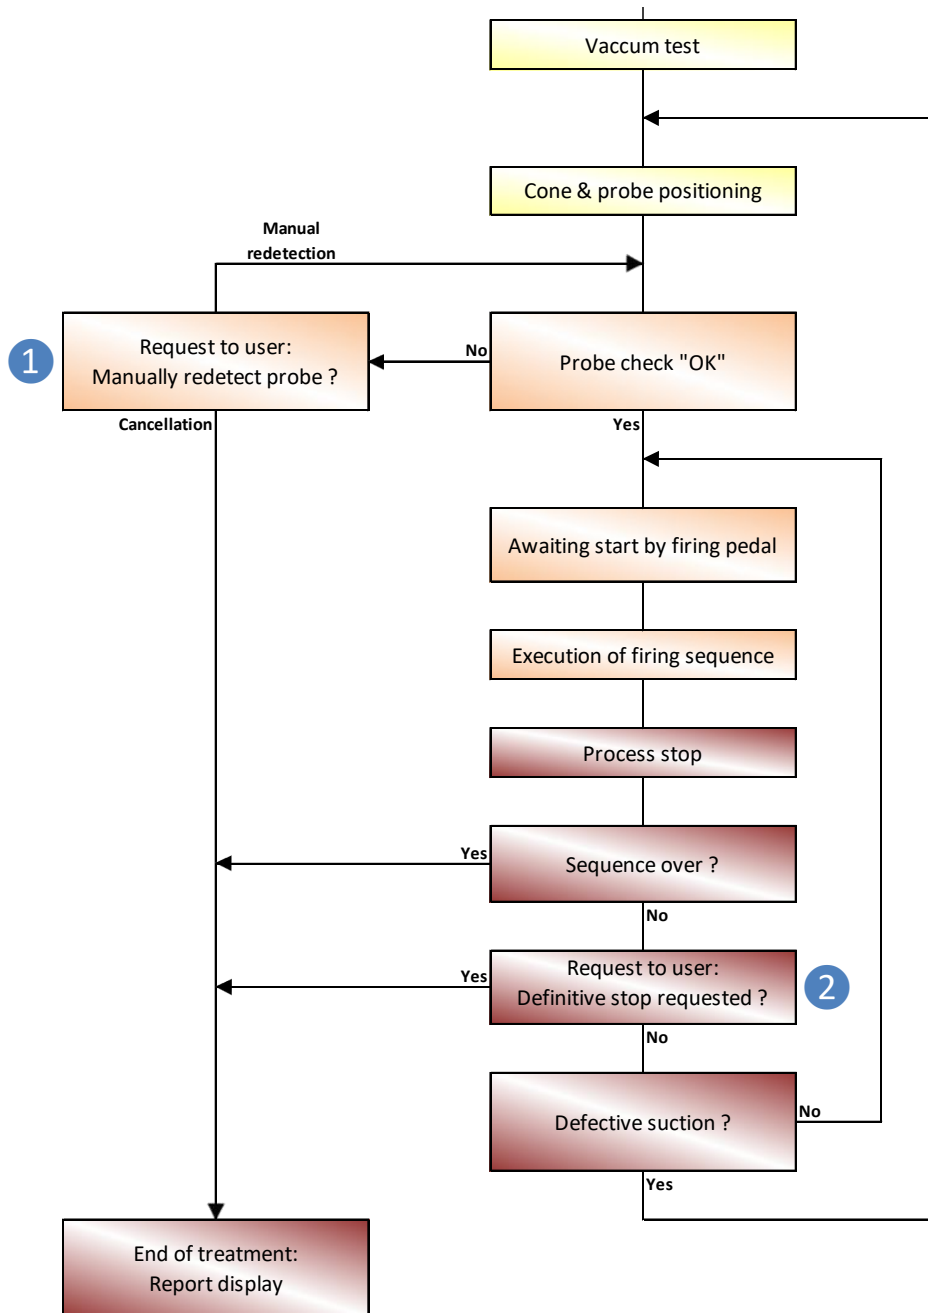 Vaccum test
Cone & probe positioning
Manual
redetection
1
Request to user:
Manually redetect probe ?
No
Probe check "OK"
Cancellation
Yes
Awaiting start by firing pedal
Execution of firing sequence
Process stop
Yes
Sequence over ?
No
Yes
Request to user:
Definitive stop requested ?
2
No
Defective suction ?
No
Yes
End of treatment:
Report display